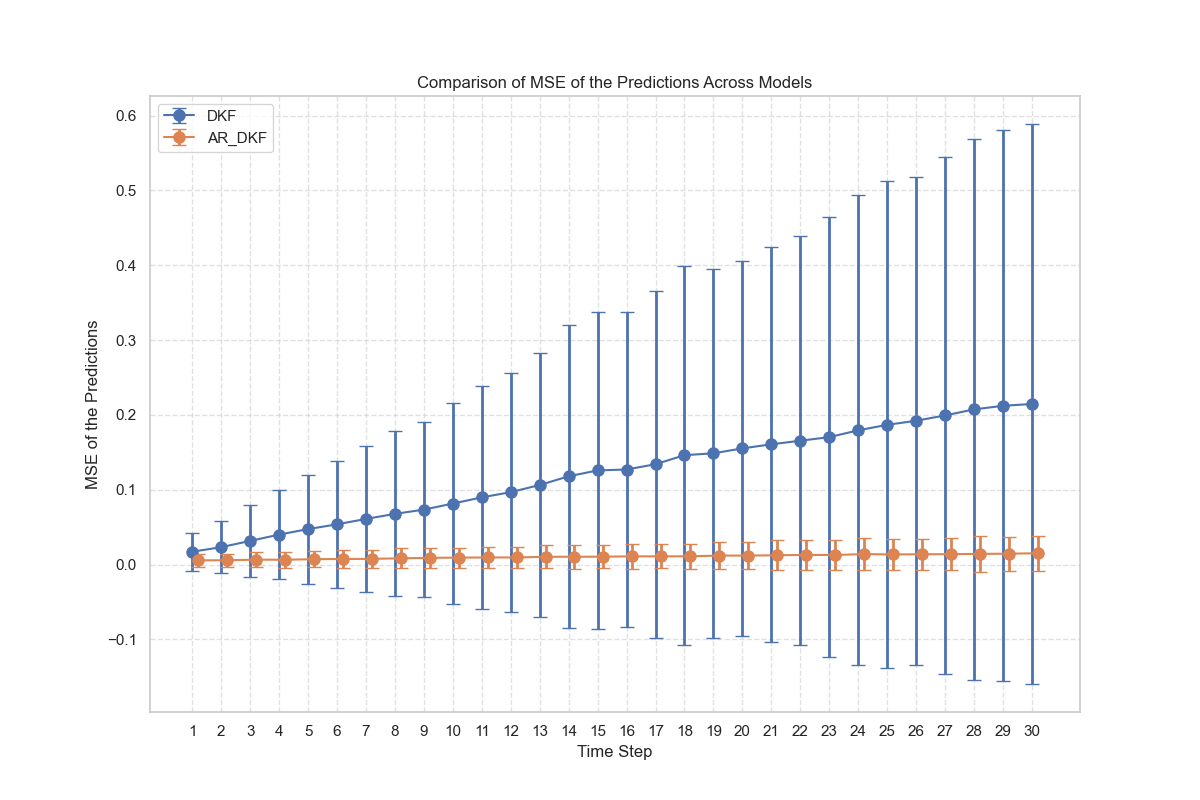 Comparison of MSE of the Predictions Across Models
DKF
AR_DKF
MSE of the Predictions
0.6
0.5
0.4
0.3
0.2
0.1
0.0
−0.1
1 2 3 4 5 6 7 8 9 10 11 12 13 14 15 16 17 18 19 20 21 22 23 24 25 26 27 28 29 30
Time Step